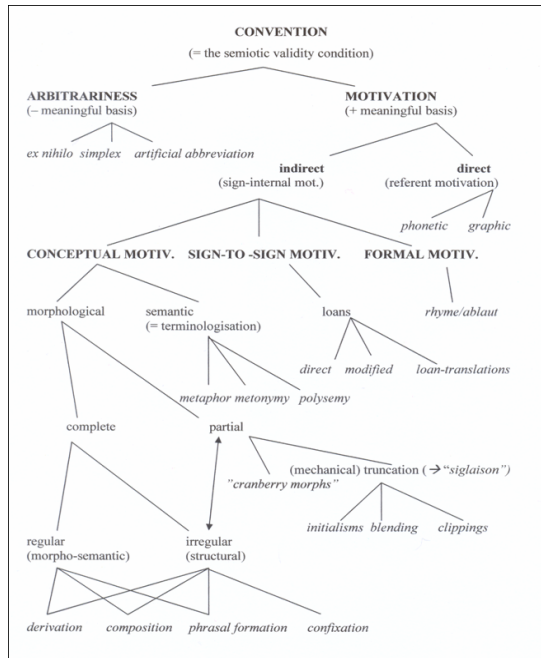 CONVENTION
(= the semiotic validity condition)
ARBITRARINESS
(– meaningful basis)
MOTIVATION
(+ meaningful basis)
ex nihilo simplex artificial abbreviation
indirect
(sign-internal mot.)
direct
(referent motivation)
phonetic graphic
CONCEPTUAL MOTIV. SIGN-TO -SIGN MOTIV. FORMAL MOTIV.
morphological
semantic
(= terminologisation)
loans
rhyme/ablaut
direct modified loan-translations
metaphor metonymy polysemy
complete
partial
"cranberry morphs"
(mechanical) truncation (→ "siglaison")
initialisms blending clippings
regular
(morpho-semantic)
irregular
(structural)
derivation composition phrasal formation confixation